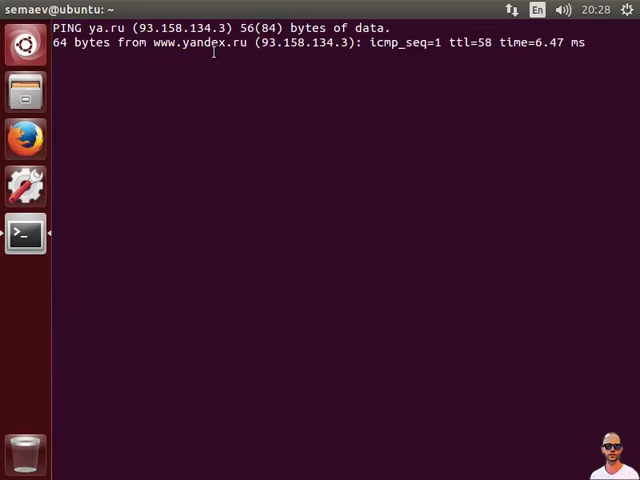 semaev@ubuntu: ~
En
20:28
PING ya.ru (93.158.134.3) 56(84) bytes of data.
64 bytes from www.yandex.ru (93.158.134.3): icmp_seq=1 ttl=58 time=6.47 ms
>_